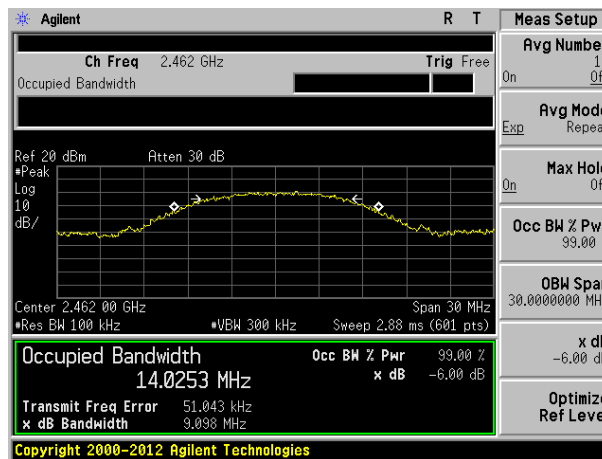 Agilent
R T
Meas Setup
Ch Freq 2.462 GHz
Trig Free
Occupied Bandwidth
Ref 20 dBm
Atten 30 dB
#Peak
Log
10
dB/
Center 2.462 00 GHz
Span 30 MHz
#Res BW 100 kHz
#VBW 300 kHz
Sweep 2.88 ms (601 pts)
Occupied Bandwidth
14.0253 MHz
Occ BW % Pwr 99.00 %
x dB -6.00 dB
Transmit Freq Error 51.043 kHz
x dB Bandwidth 9.098 MHz
Copyright 2000-2012 Agilent Technologies
Avg Numbe
1
On Of
Avg Mod
Exp Repea
Max Hol
On Of
Occ BW % Pw
99.00
OBW Spa
30.0000000 MH
x d
-6.00 d
Optimiz
Ref Leve